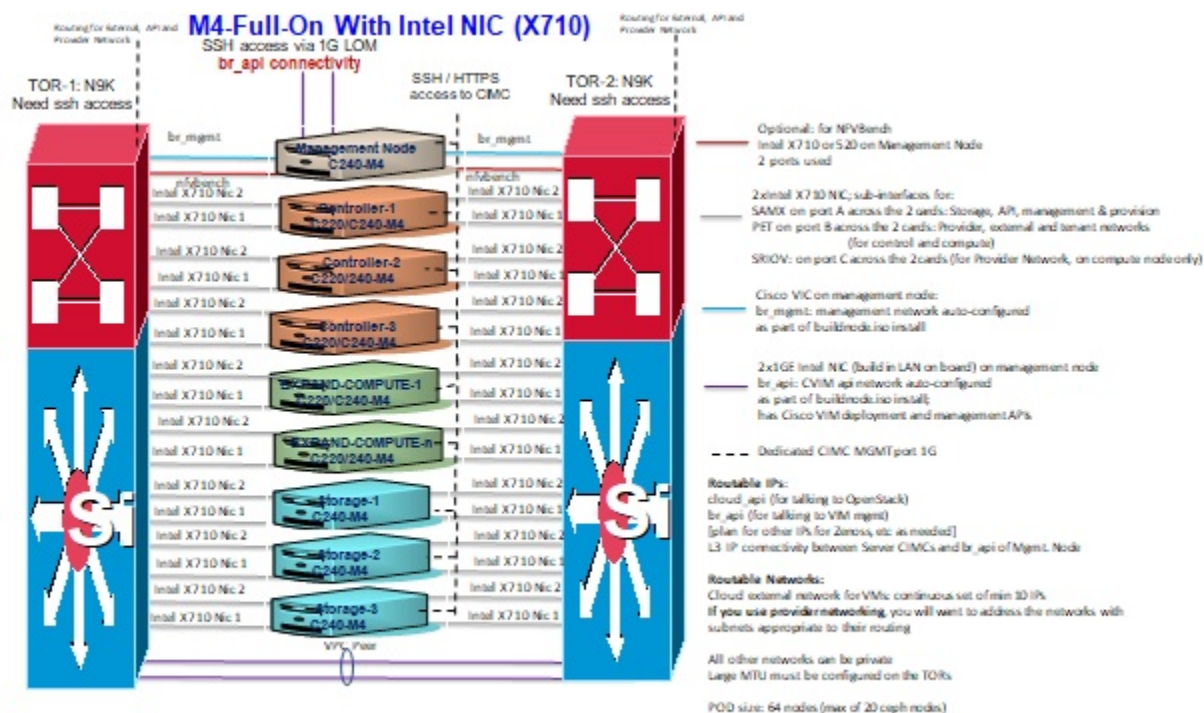 Routing for External, API and
Provider Network
M4-Full-On With Intel NIC (X710)
Routing for External, API and
Provider Network
SSH access via 1G LOM
br_api connectivity
SSH / HTTPS
access to CIMC
TOR-1: N9K
Need ssh access
TOR-2: N9K
Need ssh access
br_mgmt
Management Node
C240-M4
br_mgmt
nfvbench
nfvbench
Intel X710 Nic 2
Intel X710 Nic 1
Controller-1
C220/C240-M4
Intel X710 Nic 2
Intel X710 Nic 1
Intel X710 Nic 2
Intel X710 Nic 1
Controller-2
C220/240-M4
Intel X710 Nic 2
Intel X710 Nic 1
Intel X710 Nic 2
Intel X710 Nic 1
Controller-3
C220/C240-M4
Intel X710 Nic 2
Intel X710 Nic 1
Intel X710 Nic 2
Intel X710 Nic 1
EXPAND-COMPUTE-1
C220/C240-M4
Intel X710 Nic 2
Intel X710 Nic 1
Intel X710 Nic 2
Intel X710 Nic 1
EXPAND-COMPUTE-n
C220/240-M4
Intel X710 Nic 2
Intel X710 Nic 1
Intel X710 Nic 2
Intel X710 Nic 1
Storage-1
C240-M4
Intel X710 Nic 2
Intel X710 Nic 1
Intel X710 Nic 2
Intel X710 Nic 1
Storage-2
C240-M4
Intel X710 Nic 2
Intel X710 Nic 1
Intel X710 Nic 2
Intel X710 Nic 1
Storage-3
C240-M4
Intel X710 Nic 2
Intel X710 Nic 1
VPC Peer
Si
Si
Optional: for NFVBench
Intel X710 or 520 on Management Node
2 ports used
2xIntel X710 NIC; sub-interfaces for:
SAMX on port A across the 2 cards: Storage, API, management & provision
PET on port B across the 2 cards: Provider, external and tenant networks
(for control and compute)
SRIOV: on port C across the 2 cards (for Provider Network, on compute node only)
Cisco VIC on management node:
br_mgmt: management network auto-configured
as part of buildnode.iso install
2x1GE Intel NIC (build in LAN on board) on management node
br_api: CVIM api network auto-configured
as part of buildnode.iso install;
has Cisco VIM deployment and management APIs
Dedicated CIMC MGMT port 1G
Routable IPs:
cloud_api (for talking to OpenStack)
br_api (for talking to VIM mgmt)
[plan for other IPs for Zenoss, etc as needed]
L3 IP connectivity between Server CIMCs and br_api of Mgmt. Node
Routable Networks:
Cloud external network for VMs: continuous set of min 10 IPs
If you use provider networking, you will want to address the networks with
subnets appropriate to their routing
All other networks can be private
Large MTU must be configured on the TORs
POD size: 64 nodes (max of 20 ceph nodes)